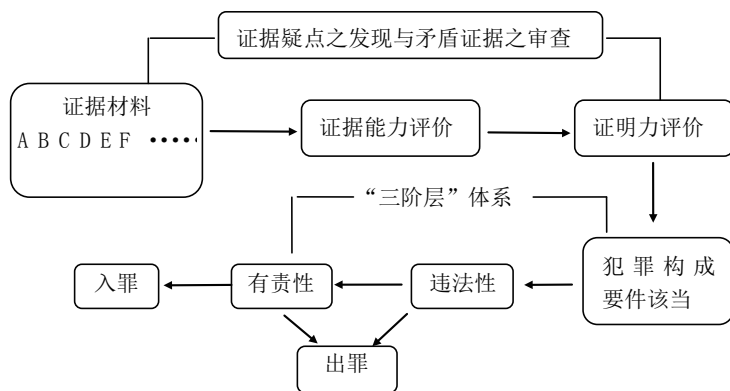 证据疑点之发现与矛盾证据之审查
证据材料
A B C D E F ·····
证据能力评价
证明力评价
“三阶层”体系
入罪
有责性
违法性
犯罪构成
要件该当
出罪